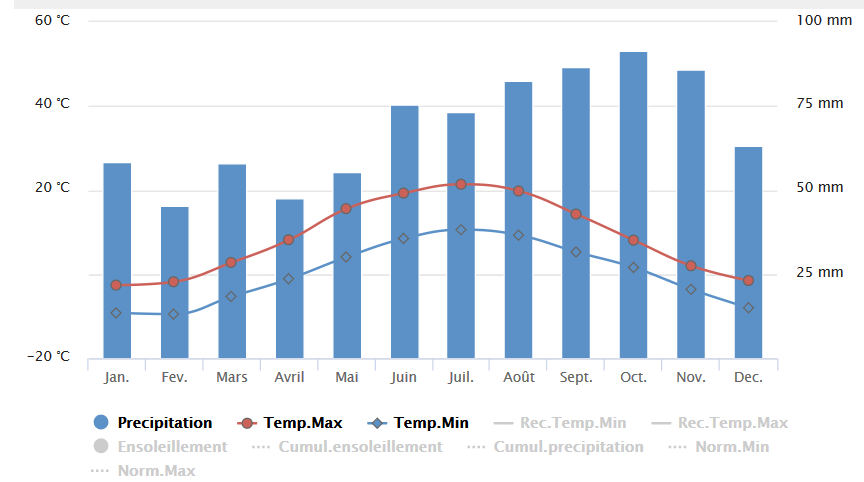 60 °C 100 mm
40 °C 75 mm
20 °C 50 mm
25 mm
-20 °C
Jan. Fev. Mars Avril Mai Juin Juil. Août Sept. Oct. Nov. Dec.
Precipitation Temp.Max Temp.Min Rec.Temp.Min Rec.Temp.Max
Ensoleillement Cumul.ensoleillement Cumul.precipitation Norm.Min
Norm.Max